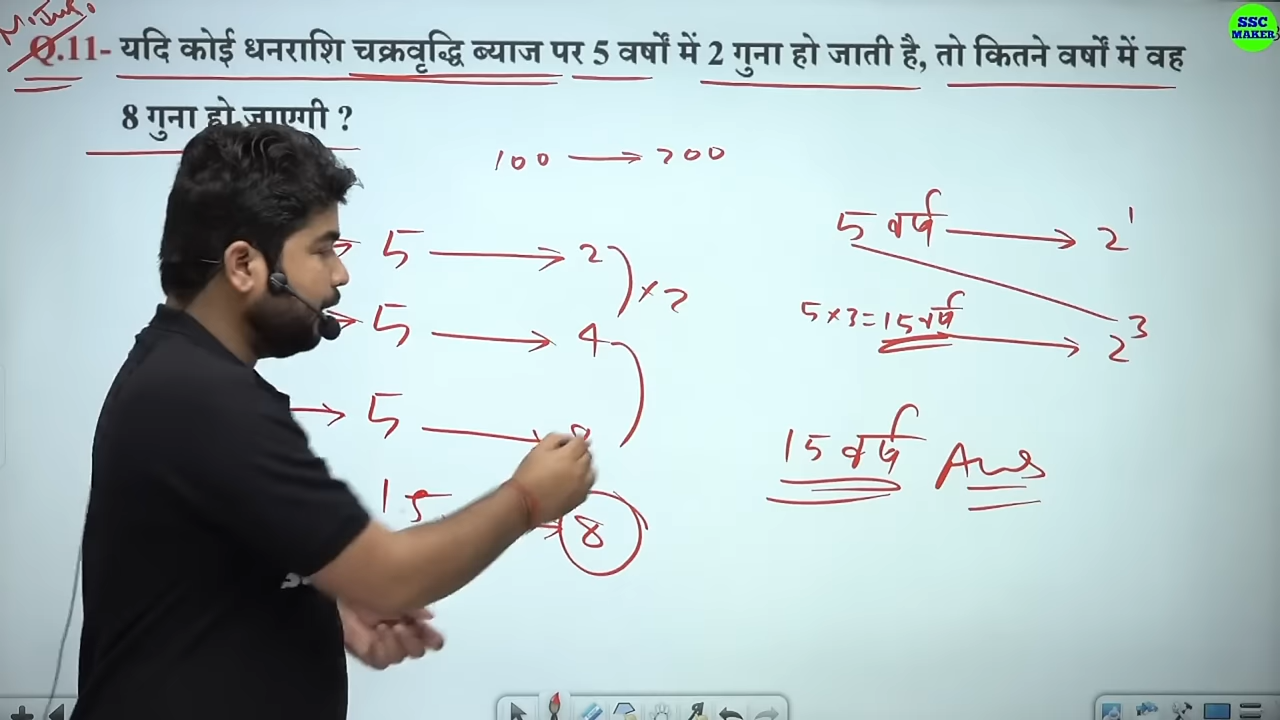 SSC
MAKER
M. Imp.
Q.11- यदि कोई धनराशि चक्रवृद्धि ब्याज पर 5 वर्षों में 2 गुना हो जाती है, तो कितने वर्षों में वह
8 गुना हो जाएगी ?
100 → 200
5 → 2
× 2
5 → 4
5 →
15 → 8
5 वर्ष → 2¹
5×3=15 वर्ष → 2³
15 वर्ष Ans